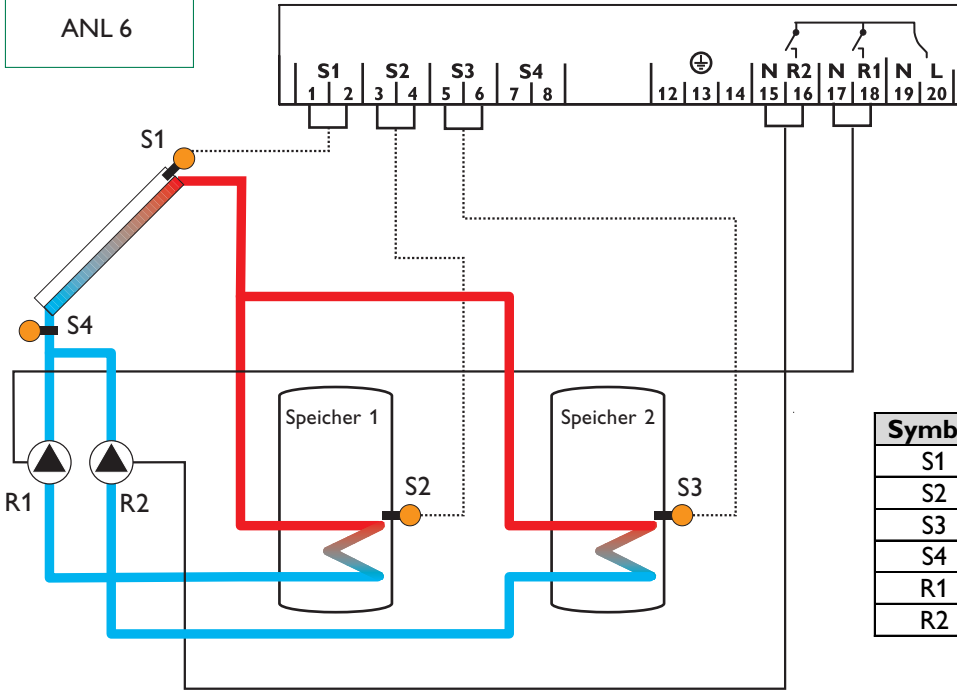 ANL 6
S1 S2 S3 S4 N R2 N R1 N L
1 2 3 4 5 6 7 8 12 13 14 15 16 17 18 19 20
S1
S4
Speicher 1
Speicher 2
S2
S3
R1
R2
Symb
S1
S2
S3
S4
R1
R2